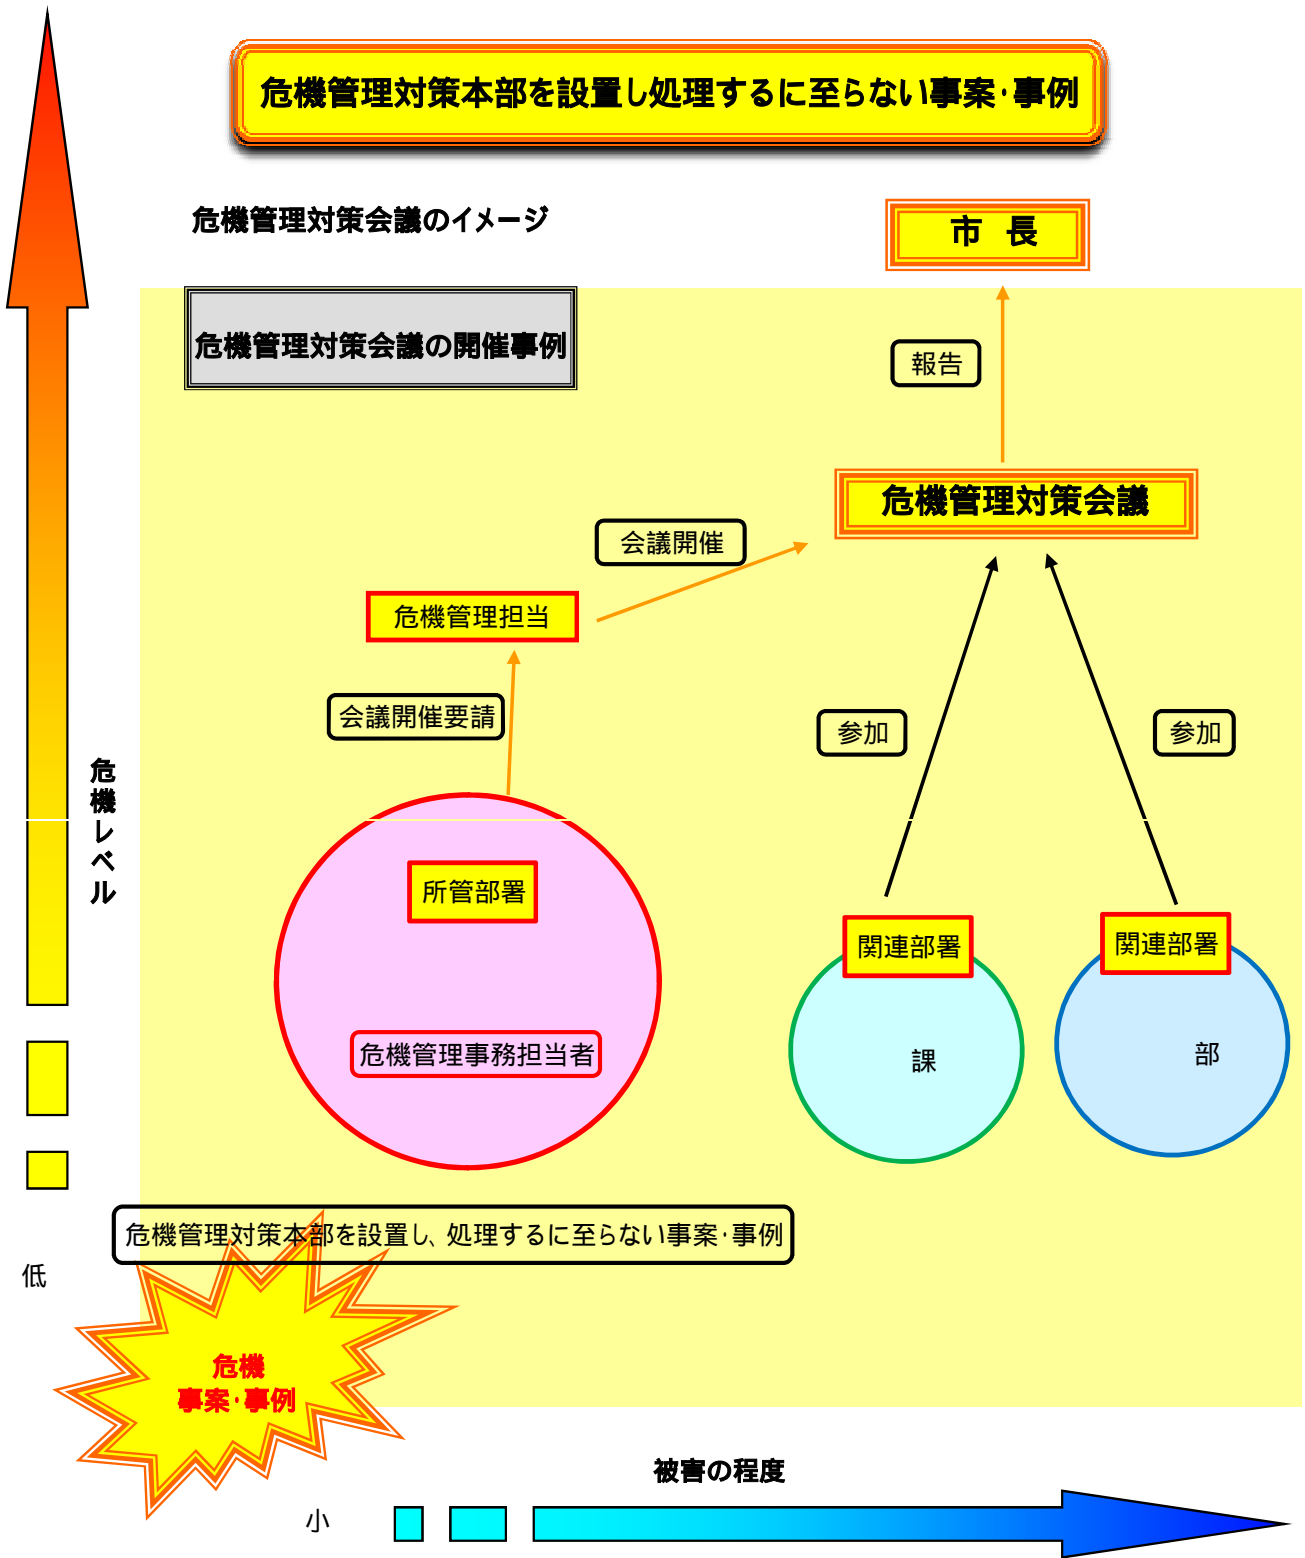 危機管理対策本部を設置し処理するに至らない事案・事例
危機管理対策会議のイメージ
市 長
危機管理対策会議の開催事例
報告
危機管理対策会議
会議開催
危機管理担当
会議開催要請
参加
参加
危機レベル
所管部署
関連部署
関連部署
危機管理事務担当者
課
部
危機管理対策本部を設置し、処理するに至らない事案・事例
低
危機
事案・事例
被害の程度
小